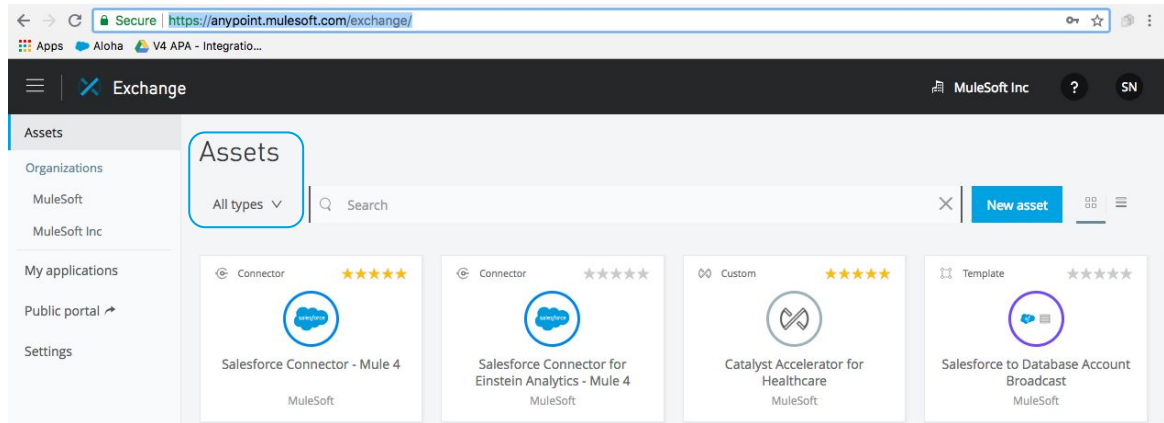 Secure | https://anypoint.mulesoft.com/exchange/
Apps Aloha V4 APA - Integratio...
Exchange MuleSoft Inc ? SN
Assets
Organizations
MuleSoft
MuleSoft Inc
My applications
Public portal
Settings
Assets
All types Search New asset
Connector
salesforce
Salesforce Connector - Mule 4
MuleSoft
Connector
salesforce
Salesforce Connector for
Einstein Analytics - Mule 4
MuleSoft
Custom
Catalyst Accelerator for
Healthcare
MuleSoft
Template
Salesforce to Database Account
Broadcast
MuleSoft